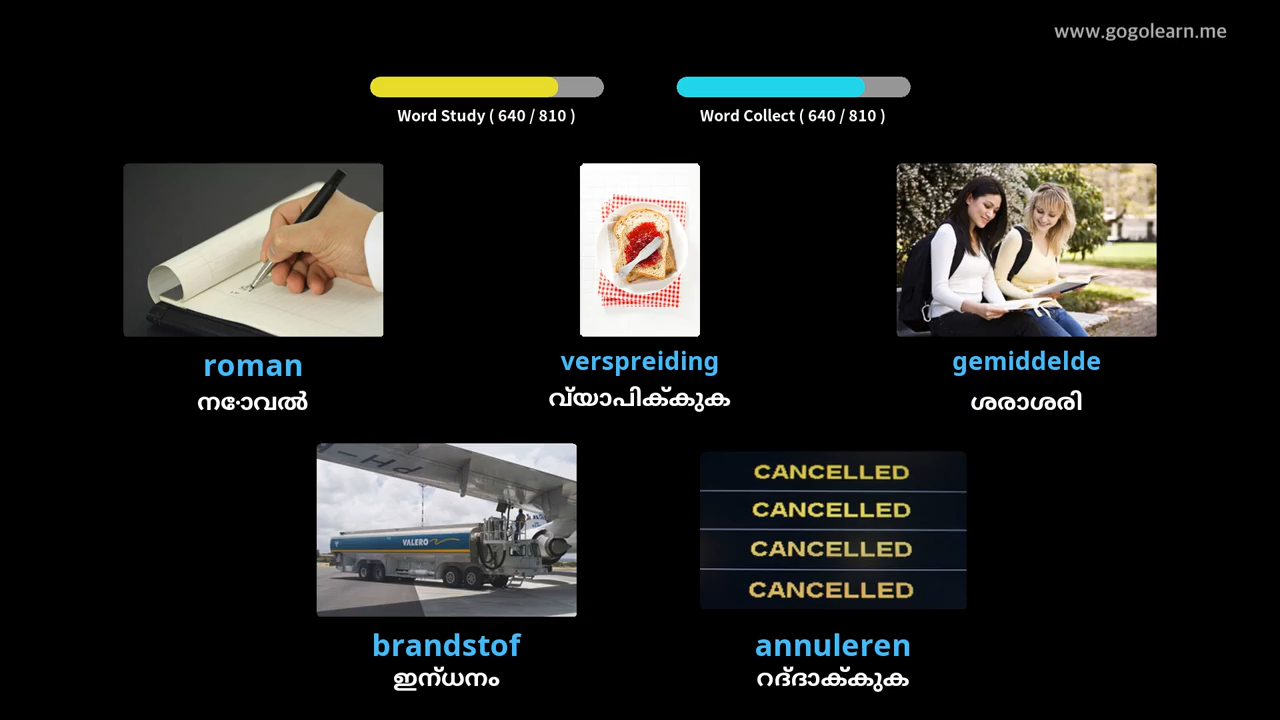 www.gogolearn.me
Word Study ( 640 / 810 )
Word Collect ( 640 / 810 )
roman
നോവൽ
verspreiding
വ്യാപിക്കുക
gemiddelde
ശരാശരി
PH-I
VALERO
brandstof
ഇന്ധനം
CANCELLED
CANCELLED
CANCELLED
CANCELLED
annuleren
റദ്ദാക്കുക